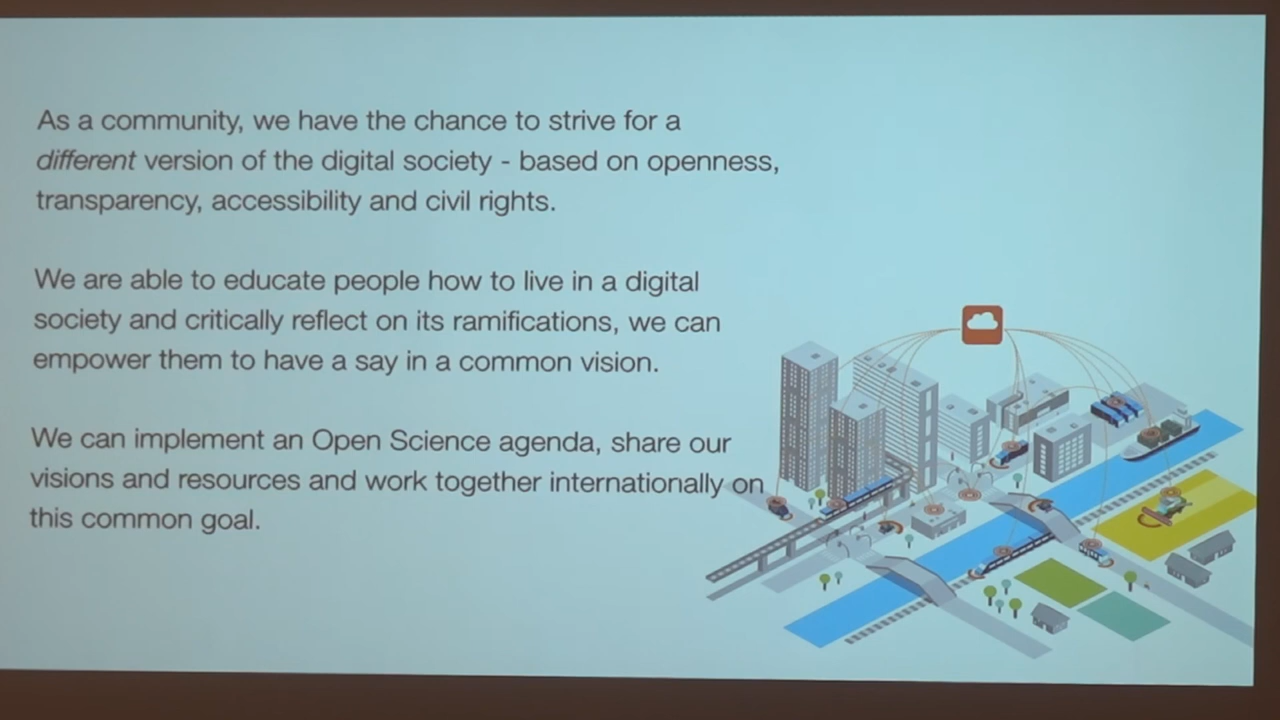 As a community, we have the chance to strive for a
different version of the digital society - based on openness,
transparency, accessibility and civil rights.
We are able to educate people how to live in a digital
society and critically reflect on its ramifications, we can
empower them to have a say in a common vision.
We can implement an Open Science agenda, share our
visions and resources and work together internationally on
this common goal.